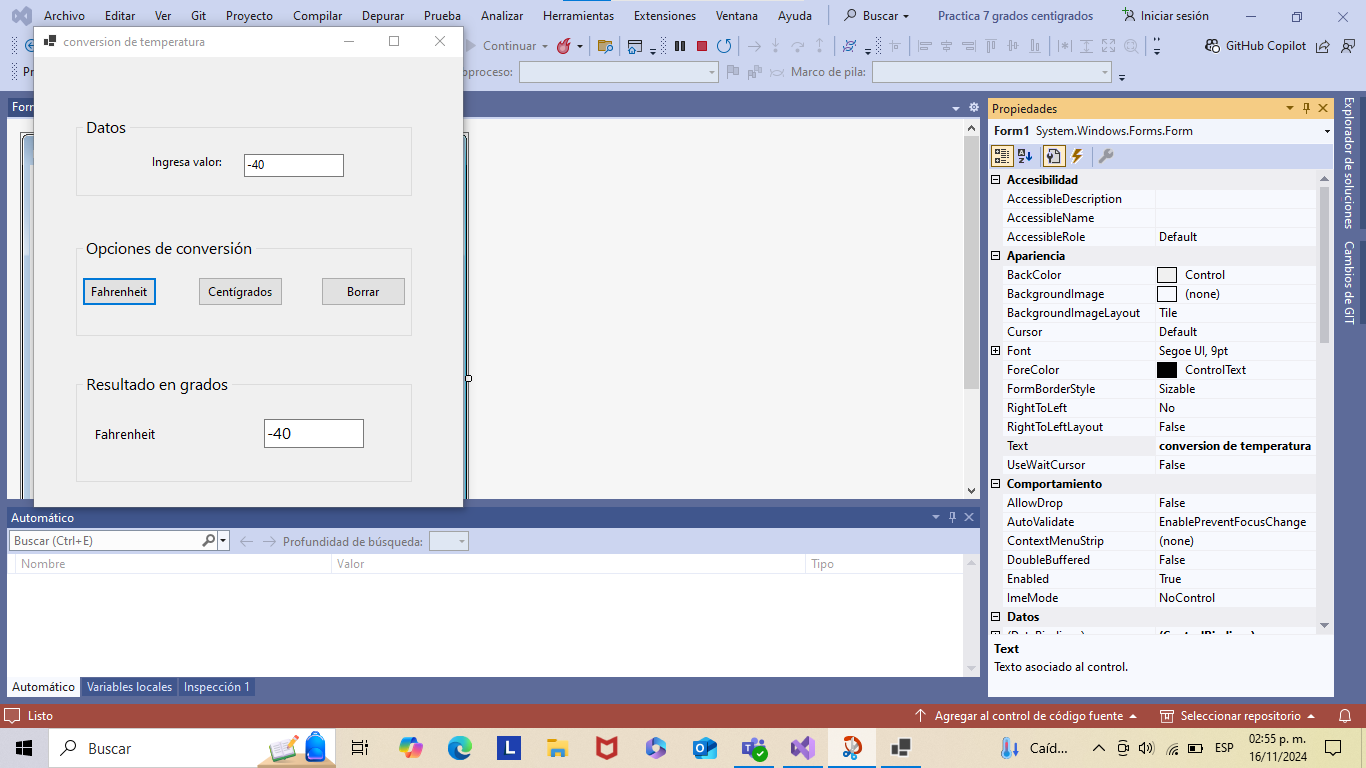 Archivo Editar Ver Git Proyecto Compilar Depurar Prueba Analizar Herramientas Extensiones Ventana Ayuda Buscar Practica 7 grados centigrados Iniciar sesión
conversion de temperatura
Continuar
GitHub Copilot
Marco de pila:
Datos
Ingresa valor: -40
Opciones de conversión
Fahrenheit Centígrados Borrar
Resultado en grados
Fahrenheit -40
Propiedades
Form1 System.Windows.Forms.Form
Accesibilidad
AccessibleDescription
AccessibleName
AccessibleRole Default
Apariencia
BackColor Control
BackgroundImage (none)
BackgroundImageLayout Tile
Cursor Default
Font Segoe UI, 9pt
ForeColor ControlText
FormBorderStyle Sizable
RightToLeft No
RightToLeftLayout False
Text conversion de temperatura
UseWaitCursor False
Comportamiento
AllowDrop False
AutoValidate EnablePreventFocusChange
ContextMenuStrip (none)
DoubleBuffered False
Enabled True
ImeMode NoControl
Datos
Text
Texto asociado al control.
Explorador de soluciones
Cambios de GIT
Automático
Buscar (Ctrl+E) Profundidad de búsqueda:
Nombre Valor Tipo
Automático Variables locales Inspección 1
Listo Agregar al control de código fuente Seleccionar repositorio
Buscar L Caíd... ESP 02:55 p. m.
16/11/2024